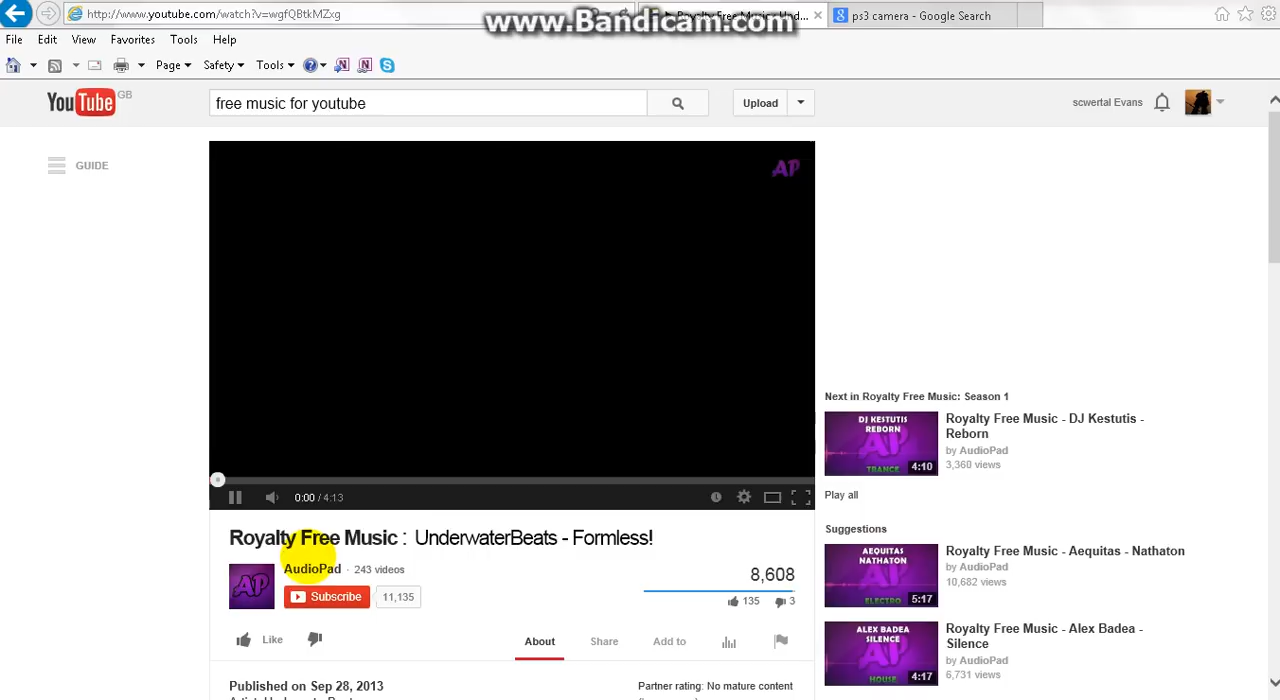 http://www.youtube.com/watch?v=wgfQBtkMZxg
www.Bandicam.com
ps3 camera - Google Search
File Edit View Favorites Tools Help
Page Safety Tools
YouTube GB
free music for youtube
Upload
scwertal Evans
GUIDE
AP
0:00 / 4:13
Royalty Free Music : UnderwaterBeats - Formless!
AP
AudioPad · 243 videos
Subscribe 11,135
8,608
135 3
Like
About Share Add to
Published on Sep 28, 2013
Partner rating: No mature content
Next in Royalty Free Music: Season 1
DJ KESTUTIS
REBORN
TRANCE
4:10
Royalty Free Music - DJ Kestutis -
Reborn
by AudioPad
3,360 views
Play all
Suggestions
AEQUITAS
NATHATON
ELECTRO
5:17
Royalty Free Music - Aequitas - Nathaton
by AudioPad
10,682 views
ALEX BADEA
SILENCE
HOUSE
4:17
Royalty Free Music - Alex Badea -
Silence
by AudioPad
6,731 views